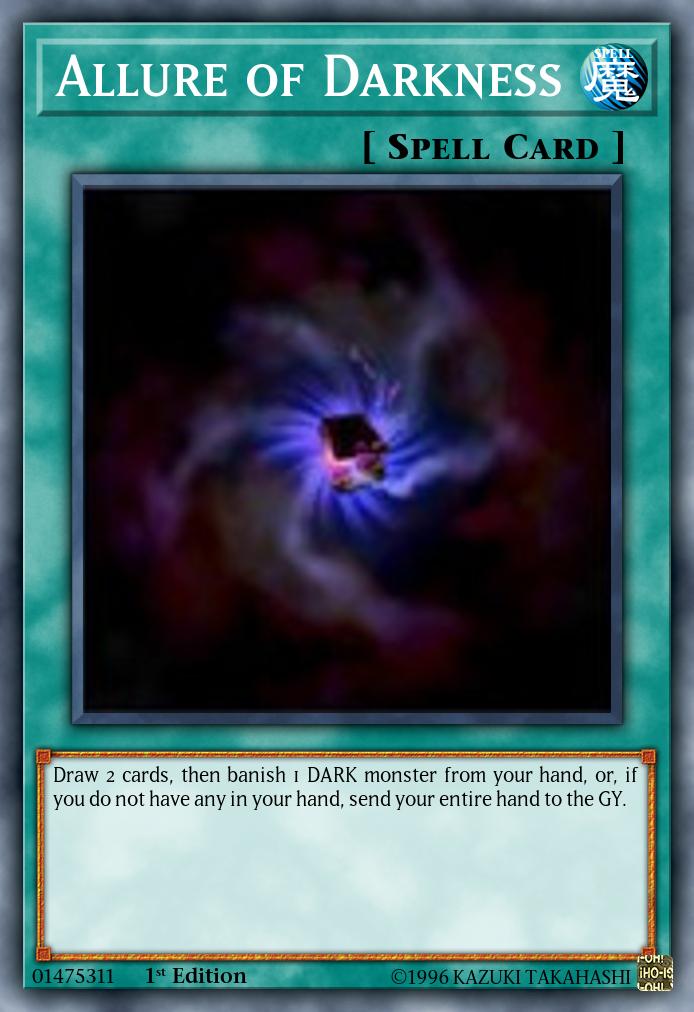 Allure of Darkness
SPELL
魔
[ Spell Card ]
Draw 2 cards, then banish 1 DARK monster from your hand, or, if
you do not have any in your hand, send your entire hand to the GY.
01475311 1st Edition ©1996 KAZUKI TAKAHASHI